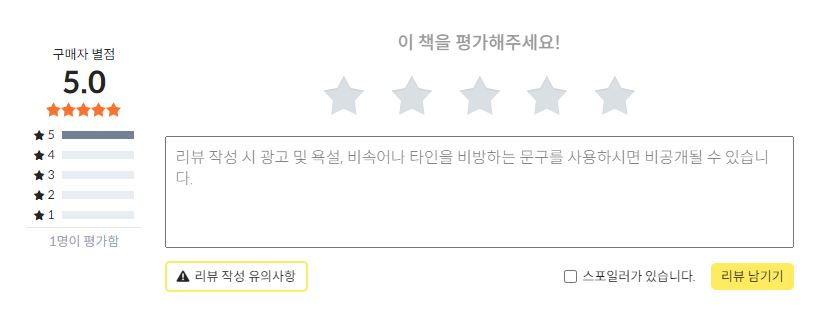 구매자 별점
5.0
5
4
3
2
1
1명이 평가함
이 책을 평가해주세요!
리뷰 작성 시 광고 및 욕설, 비속어나 타인을 비방하는 문구를 사용하시면 비공개될 수 있습니
다.
리뷰 작성 유의사항
스포일러가 있습니다.
리뷰 남기기